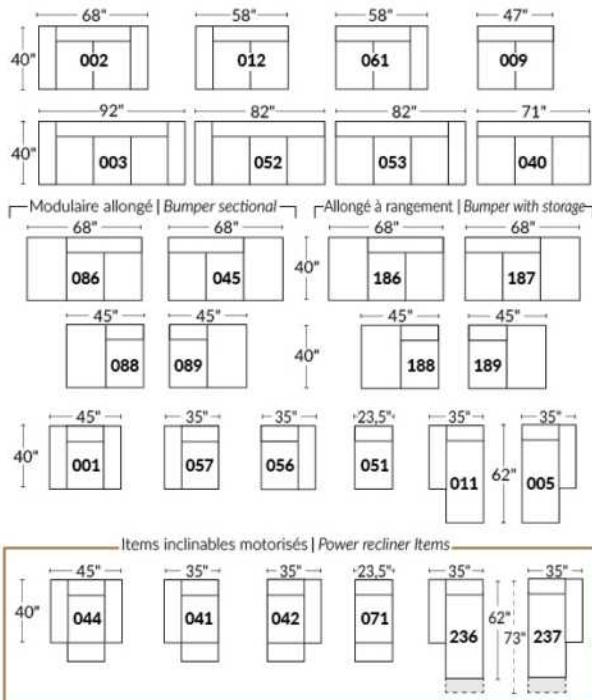 68" 58" 58" 47"
40" 002 012 061 009
92" 82" 82" 71"
40" 003 052 053 040
Modulaire allongé | Bumper sectional Allongé à rangement | Bumper with storage
68" 68" 68" 68"
086 045 40" 186 187
45" 45" 45" 45"
088 089 40" 188 189
45" 35" 35" 23,5" 35" 35"
40" 001 057 056 051 011 62" 005
Items inclinables motorisés | Power recliner Items
45" 35" 35" 23,5" 35" 35"
40" 044 041 042 071 236 62" 73" 237